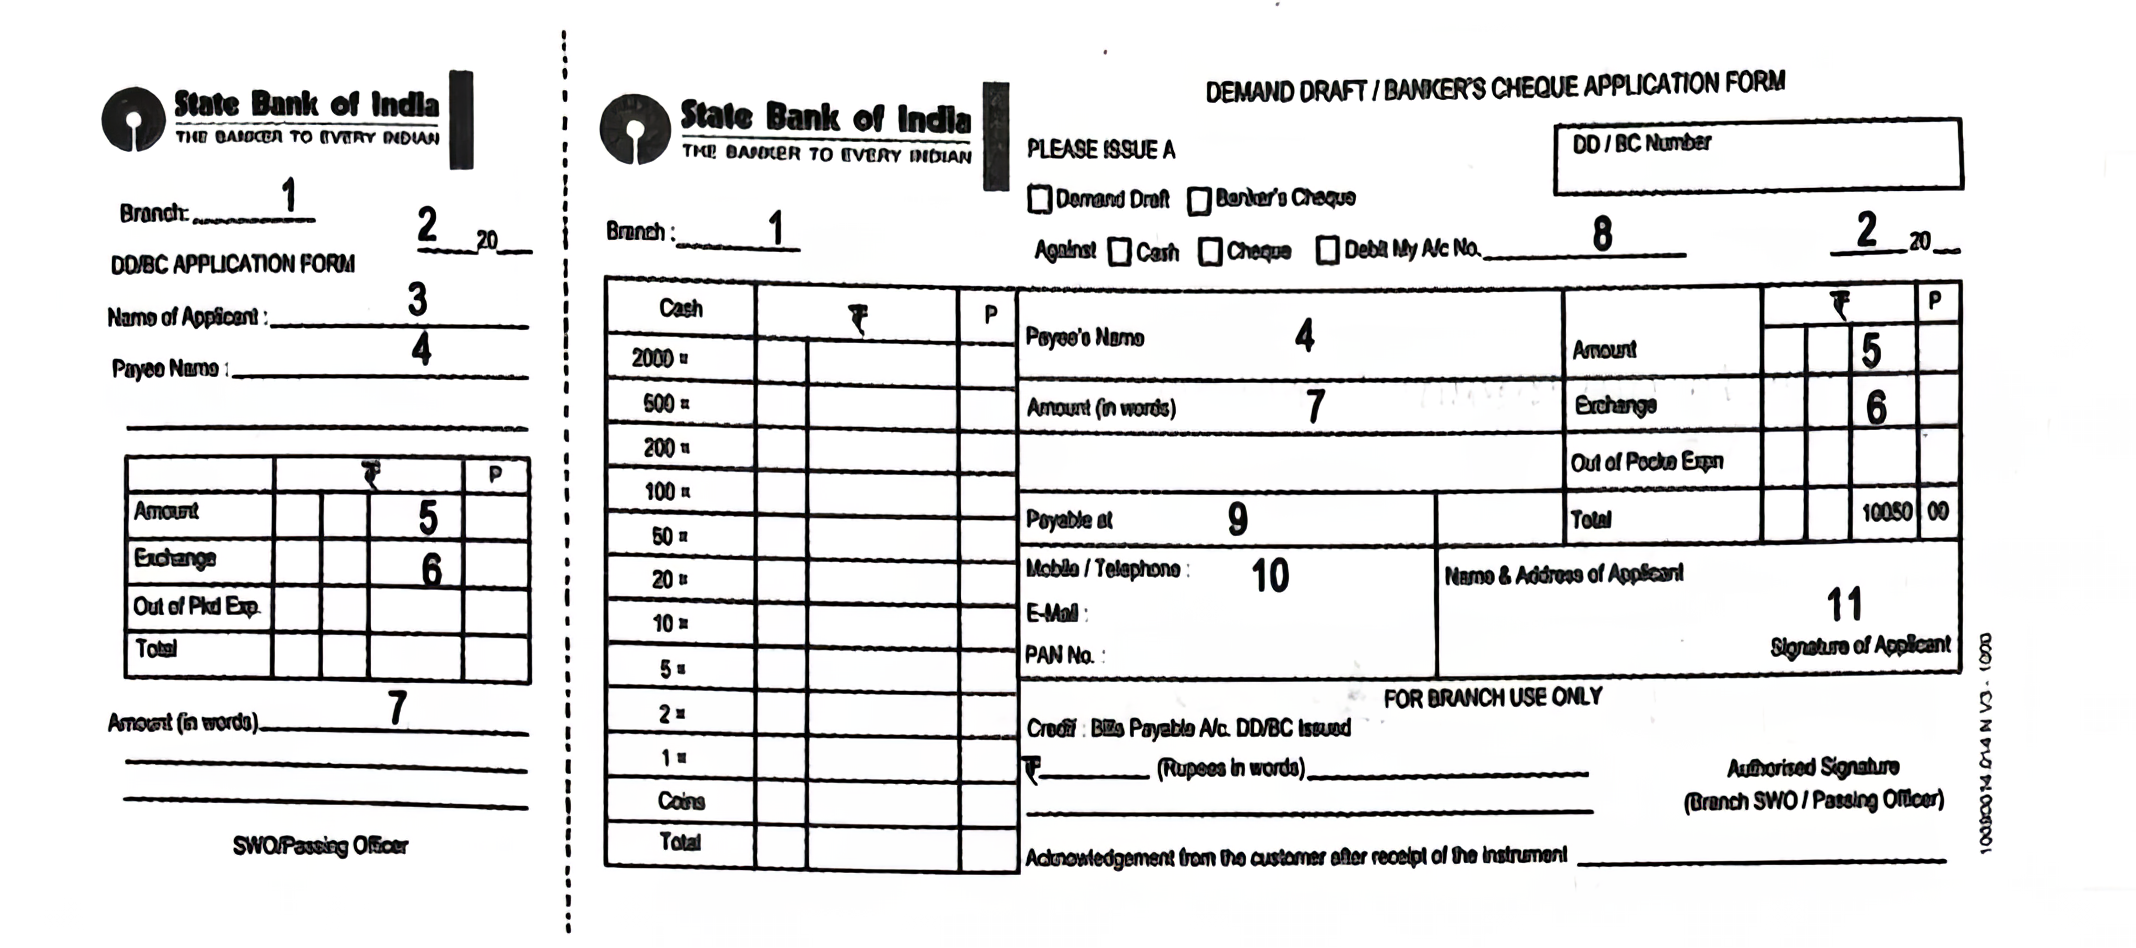 State Bank of India
THE BANKER TO EVERY INDIAN
Branch: 1
2 20
DD/BC APPLICATION FORM
Name of Applicant : 3
Payee Name : 4
₹ P
Amount 5
Exchange 6
Out of Pkd Exp.
Total
Amount (in words) 7
SWO/Passing Officer
State Bank of India
THE BANKER TO EVERY INDIAN
Branch : 1
DEMAND DRAFT / BANKER'S CHEQUE APPLICATION FORM
PLEASE ISSUE A
DD / BC Number
Demand Draft Banker's Cheque
Against Cash Cheque Debit My A/c No. 8 2 20
Cash ₹ P
2000 =
500 =
200 =
100 =
50 =
20 =
10 =
5 =
2 =
1 =
Coins
Total
Payee's Name 4
Amount (in words) 7
₹ P
Amount 5
Exchange 6
Out of Pocke Expn
Total 10050 00
Payable at 9
Mobile / Telephone : 10
E-Mail :
PAN No. :
Name & Address of Applicant
11
Signature of Applicant
FOR BRANCH USE ONLY
Credit : Bills Payable A/c. DD/BC Issued
₹ (Rupees in words)
Authorised Signature
(Branch SWO / Passing Officer)
Acknowledgement from the customer after receipt of the instrument